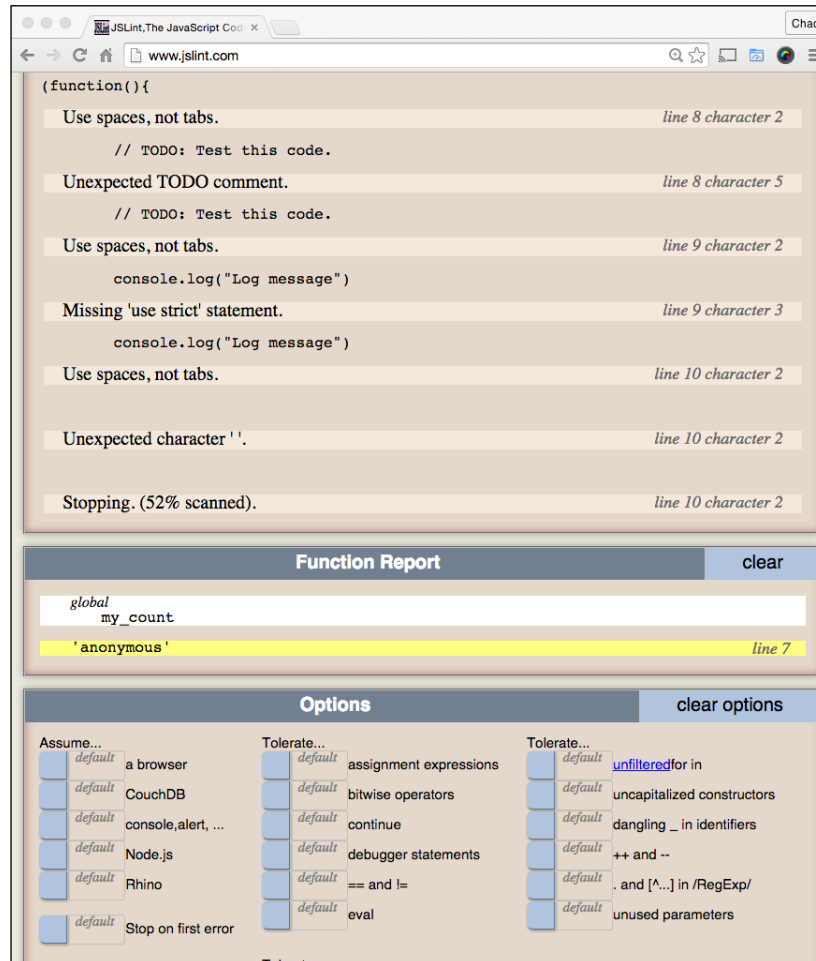 JSLint,The JavaScript Cod
Chad
www.jslint.com
(function(){
Use spaces, not tabs. line 8 character 2
// TODO: Test this code.
Unexpected TODO comment. line 8 character 5
// TODO: Test this code.
Use spaces, not tabs. line 9 character 2
console.log("Log message")
Missing 'use strict' statement. line 9 character 3
console.log("Log message")
Use spaces, not tabs. line 10 character 2
Unexpected character ' '. line 10 character 2
Stopping. (52% scanned). line 10 character 2
Function Report clear
global
my_count
'anonymous' line 7
Options clear options
Assume... Tolerate... Tolerate...
default a browser default assignment expressions default unfiltered for in
default CouchDB default bitwise operators default uncapitalized constructors
default console,alert, ... default continue default dangling _ in identifiers
default Node.js default debugger statements default ++ and --
default Rhino default == and != default . and [^...] in /RegExp/
default Stop on first error default eval default unused parameters